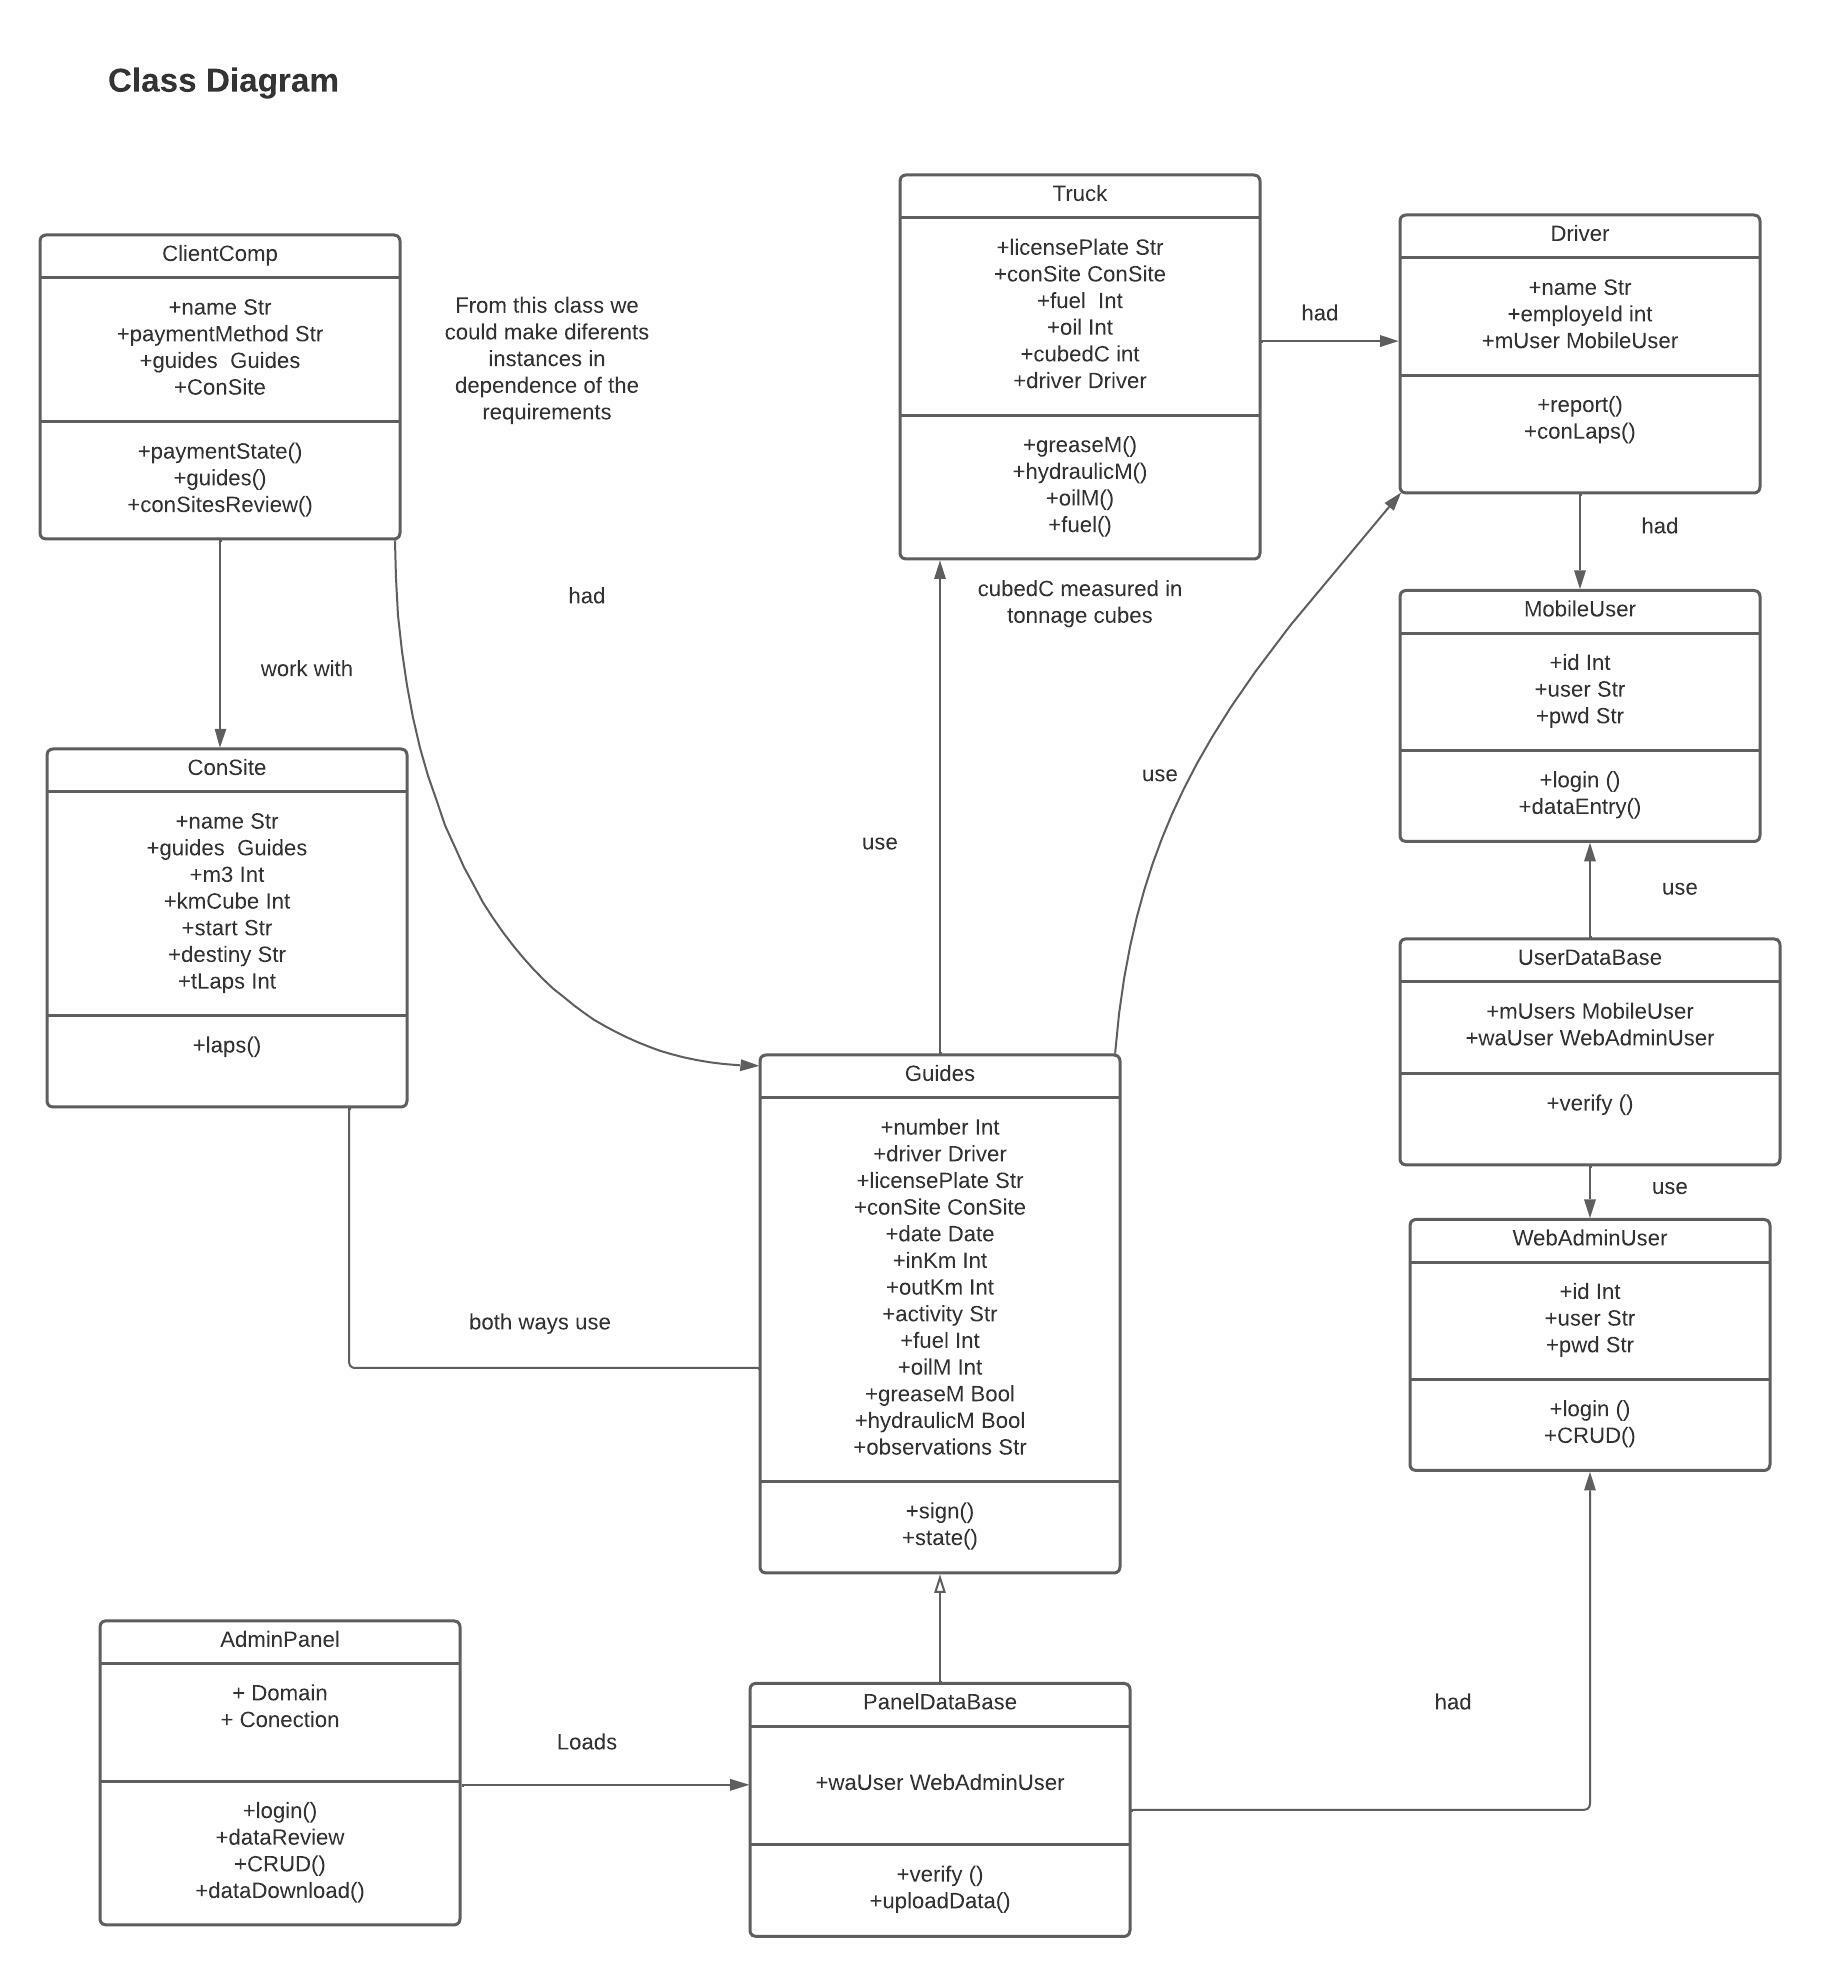 Class Diagram
ClientComp
+name Str
+paymentMethod Str
+guides  Guides
+ConSite
+paymentState()
+guides()
+conSitesReview()
From this class we
could make diferents
instances in
dependence of the
requirements
Truck
+licensePlate Str
+conSite ConSite
+fuel  Int
+oil Int
+cubedC int
+driver Driver
+greaseM()
+hydraulicM()
+oilM()
+fuel()
cubedC measured in
tonnage cubes
had
Driver
+name Str
+employeId int
+mUser MobileUser
+report()
+conLaps()
had
MobileUser
+id Int
+user Str
+pwd Str
+login ()
+dataEntry()
had
work with
use
use
use
ConSite
+name Str
+guides  Guides
+m3 Int
+kmCube Int
+start Str
+destiny Str
+tLaps Int
+laps()
UserDataBase
+mUsers MobileUser
+waUser WebAdminUser
+verify ()
use
Guides
+number Int
+driver Driver
+licensePlate Str
+conSite ConSite
+date Date
+inKm Int
+outKm Int
+activity Str
+fuel Int
+oilM Int
+greaseM Bool
+hydraulicM Bool
+observations Str
+sign()
+state()
both ways use
WebAdminUser
+id Int
+user Str
+pwd Str
+login ()
+CRUD()
AdminPanel
+ Domain
+ Conection
+login()
+dataReview
+CRUD()
+dataDownload()
Loads
PanelDataBase
+waUser WebAdminUser
+verify ()
+uploadData()
had